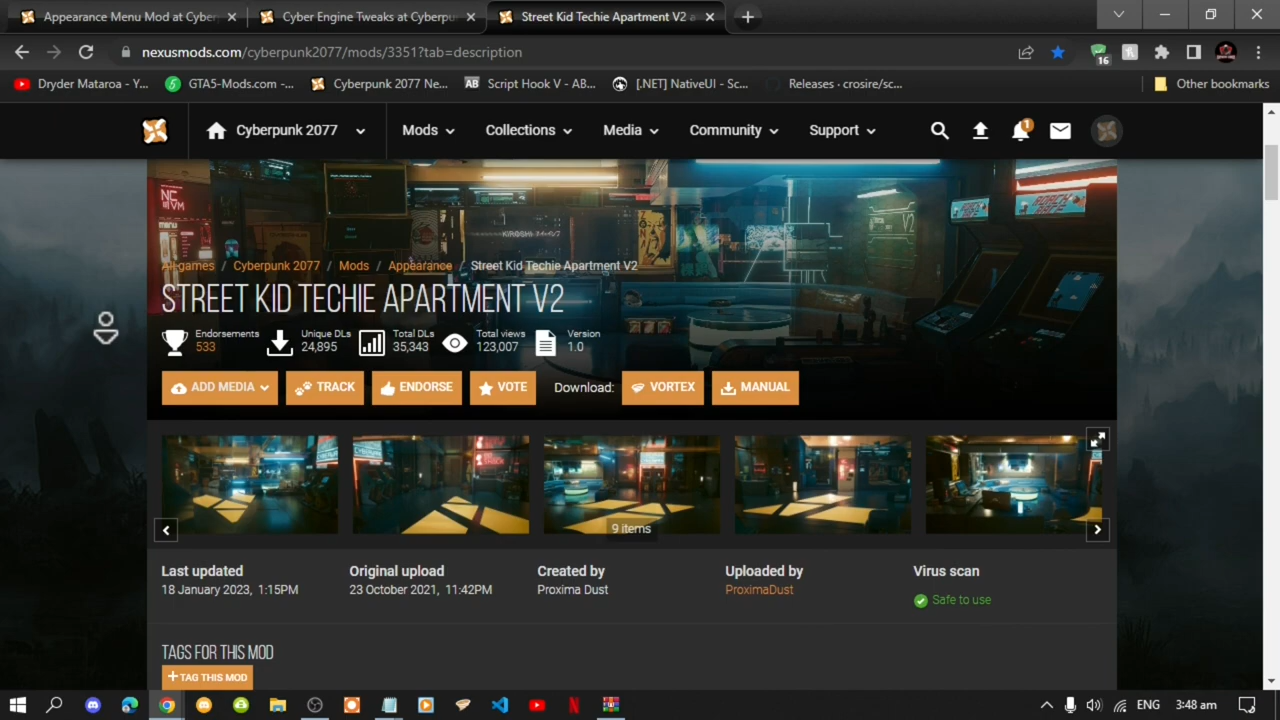 Appearance Menu Mod at Cyber
Cyber Engine Tweaks at Cyberpu
Street Kid Techie Apartment V2 a
nexusmods.com/cyberpunk2077/mods/3351?tab=description
16
Dryder Mataroa - Y...
GTA5-Mods.com -...
Cyberpunk 2077 Ne...
AB
Script Hook V - AB...
[.NET] NativeUI - Sc...
Releases · crosire/sc...
Other bookmarks
Cyberpunk 2077
Mods
Collections
Media
Community
Support
1
All games / Cyberpunk 2077 / Mods / Appearance / Street Kid Techie Apartment V2
STREET KID TECHIE APARTMENT V2
Endorsements
533
Unique DLs
24,895
Total DLs
35,343
Total views
123,007
Version
1.0
ADD MEDIA
TRACK
ENDORSE
VOTE
Download:
VORTEX
MANUAL
9 items
Last updated
18 January 2023, 1:15PM
Original upload
23 October 2021, 11:42PM
Created by
Proxima Dust
Uploaded by
ProximaDust
Virus scan
Safe to use
TAGS FOR THIS MOD
+ TAG THIS MOD
ENG
3:48 am